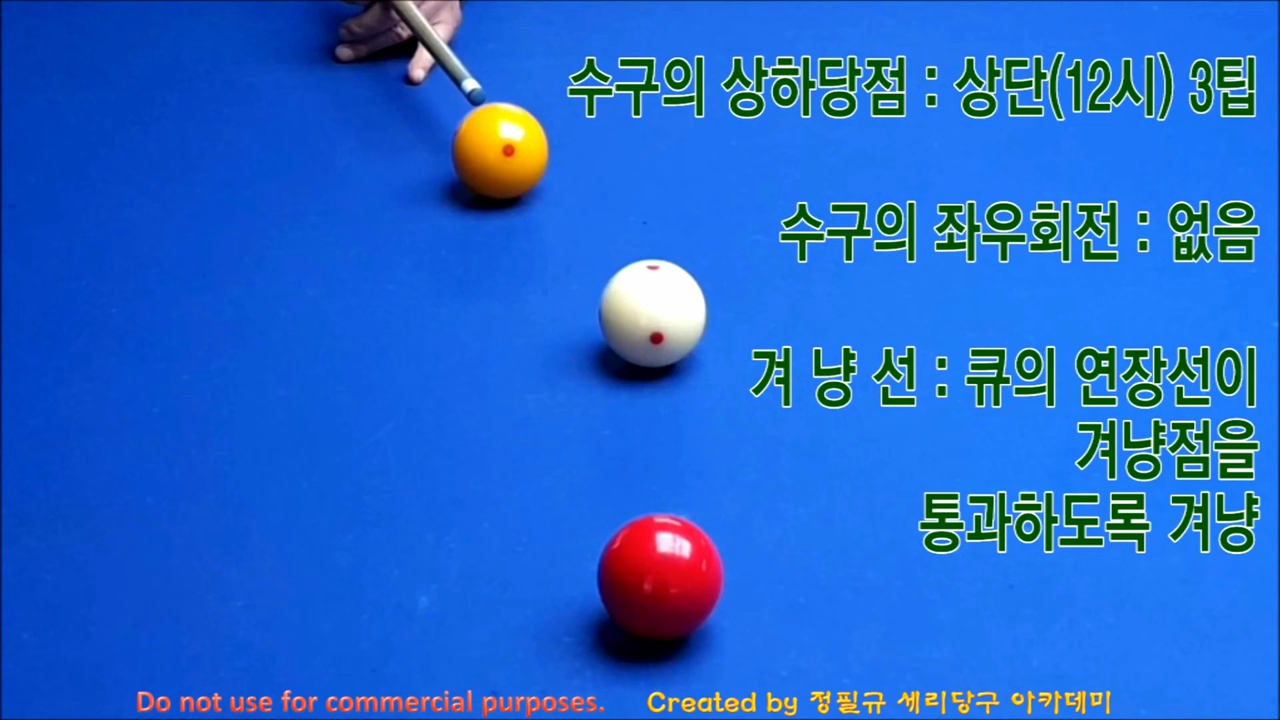 수구의 상하당점 : 상단(12시) 3팁
수구의 좌우회전 : 없음
겨 냥 선 : 큐의 연장선이
겨냥점을
통과하도록 겨냥
Do not use for commercial purposes. Created by 정필규 세리당구 아카데미